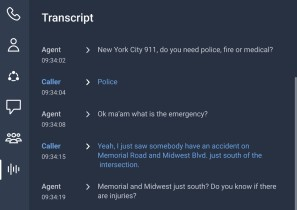 Transcript
Agent
New York City 911, do you need police, fire or medical?
09:34:02
Caller
Police
09:34:04
Agent
Ok ma'am what is the emergency?
09:34:08
Caller
Yeah, I just saw somebody have an accident on
09:34:15
Memorial Road and Midwest Blvd. just south of the
intersection.
Agent
Memorial and Midwest just south? Do you know if there
09:34:19
are injuries?